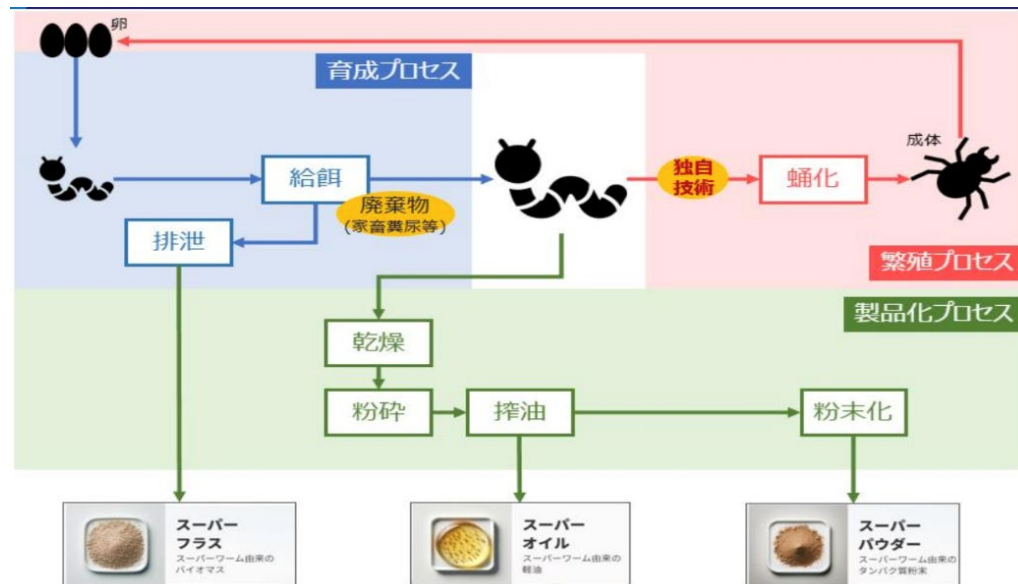 卵
育成プロセス
成体
給餌
独自
技術
蛹化
廃棄物
(家畜糞尿等)
排泄
繁殖プロセス
製品化プロセス
乾燥
粉砕
搾油
粉末化
スーパー
フラス
スーパーワーム由来の
バイオマス
スーパー
オイル
スーパーワーム由来の
軽油
スーパー
パウダー
スーパーワーム由来の
タンパク質粉末